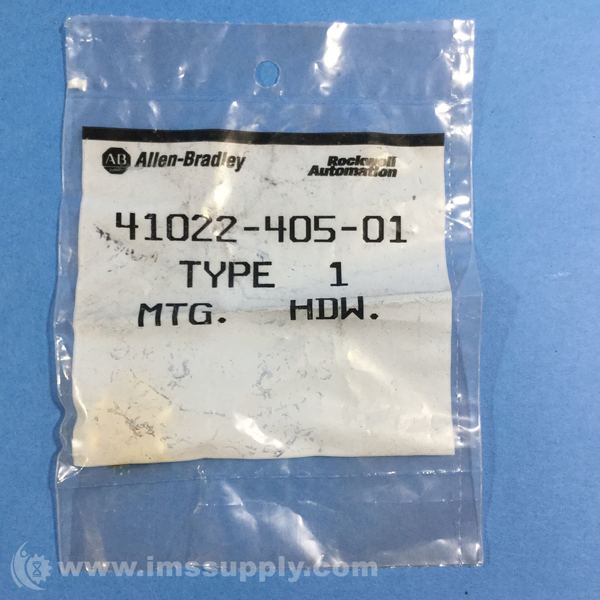 AB Allen-Bradley
Rockwell
Automation
41022-405-01
TYPE 1
MTG. HDW.
www.imssupply.com